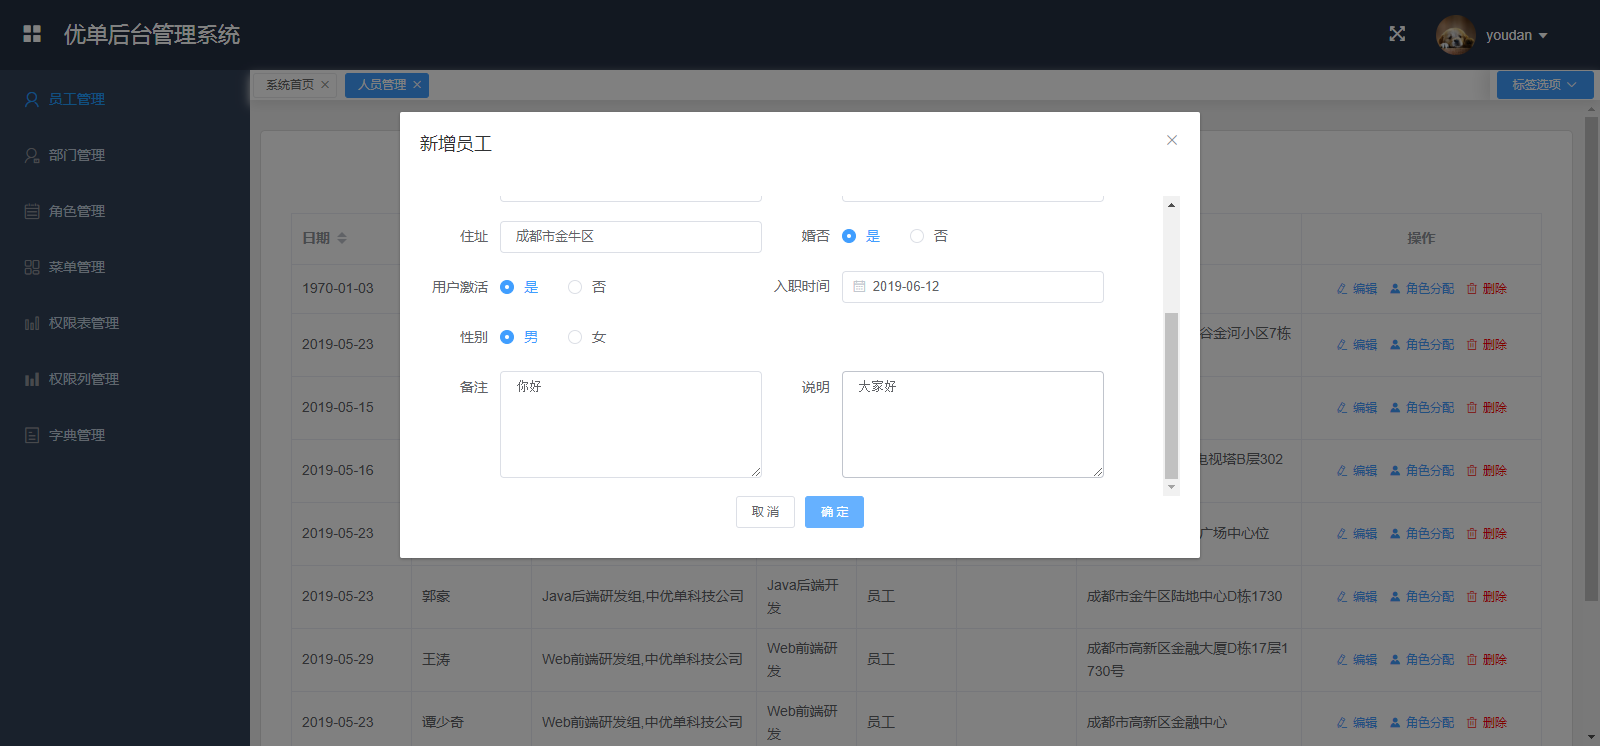 优单后台管理系统
youdan
员工管理
部门管理
角色管理
菜单管理
权限表管理
权限列管理
字典管理
系统首页
人员管理
标签选项
新增员工
住址 成都市金牛区 婚否 是 否
用户激活 是 否 入职时间 2019-06-12
性别 男 女
备注 你好 说明 大家好
取消 确定
日期 操作
1970-01-03 编辑 角色分配 删除
2019-05-23 谷金河小区7栋 编辑 角色分配 删除
2019-05-15 编辑 角色分配 删除
2019-05-16 电视塔B层302 编辑 角色分配 删除
2019-05-23 广场中心位 编辑 角色分配 删除
2019-05-23 郭豪 Java后端研发组,中优单科技公司 Java后端开 员工 成都市金牛区陆地中心D栋1730 编辑 角色分配 删除
发
2019-05-29 王涛 Web前端研发组,中优单科技公司 Web前端研 员工 成都市高新区金融大厦D栋17层1 编辑 角色分配 删除
发 730号
2019-05-23 谭少奇 Web前端研发组,中优单科技公司 Web前端研 员工 成都市高新区金融中心 编辑 角色分配 删除
发